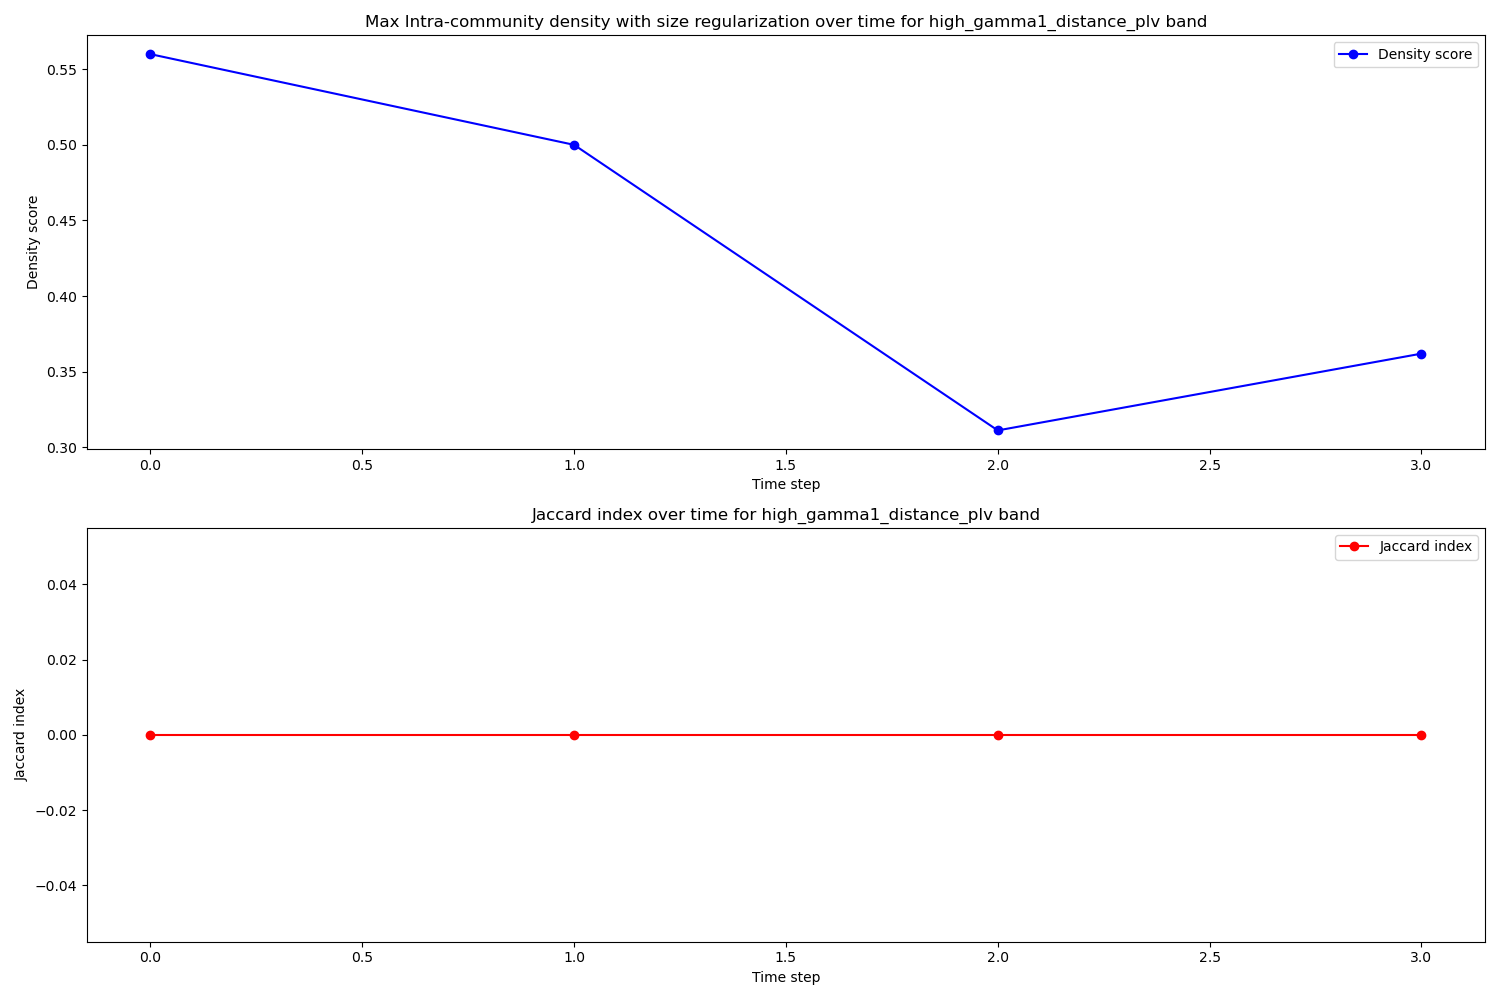 Max Intra-community density with size regularization over time for high_gamma1_distance_plv band
Density score
0.55
0.50
0.45
0.40
0.35
0.30
Density score
0.0 0.5 1.0 1.5 2.0 2.5 3.0
Time step
Jaccard index over time for high_gamma1_distance_plv band
Jaccard index
0.04
0.02
0.00
−0.02
−0.04
Jaccard index
0.0 0.5 1.0 1.5 2.0 2.5 3.0
Time step